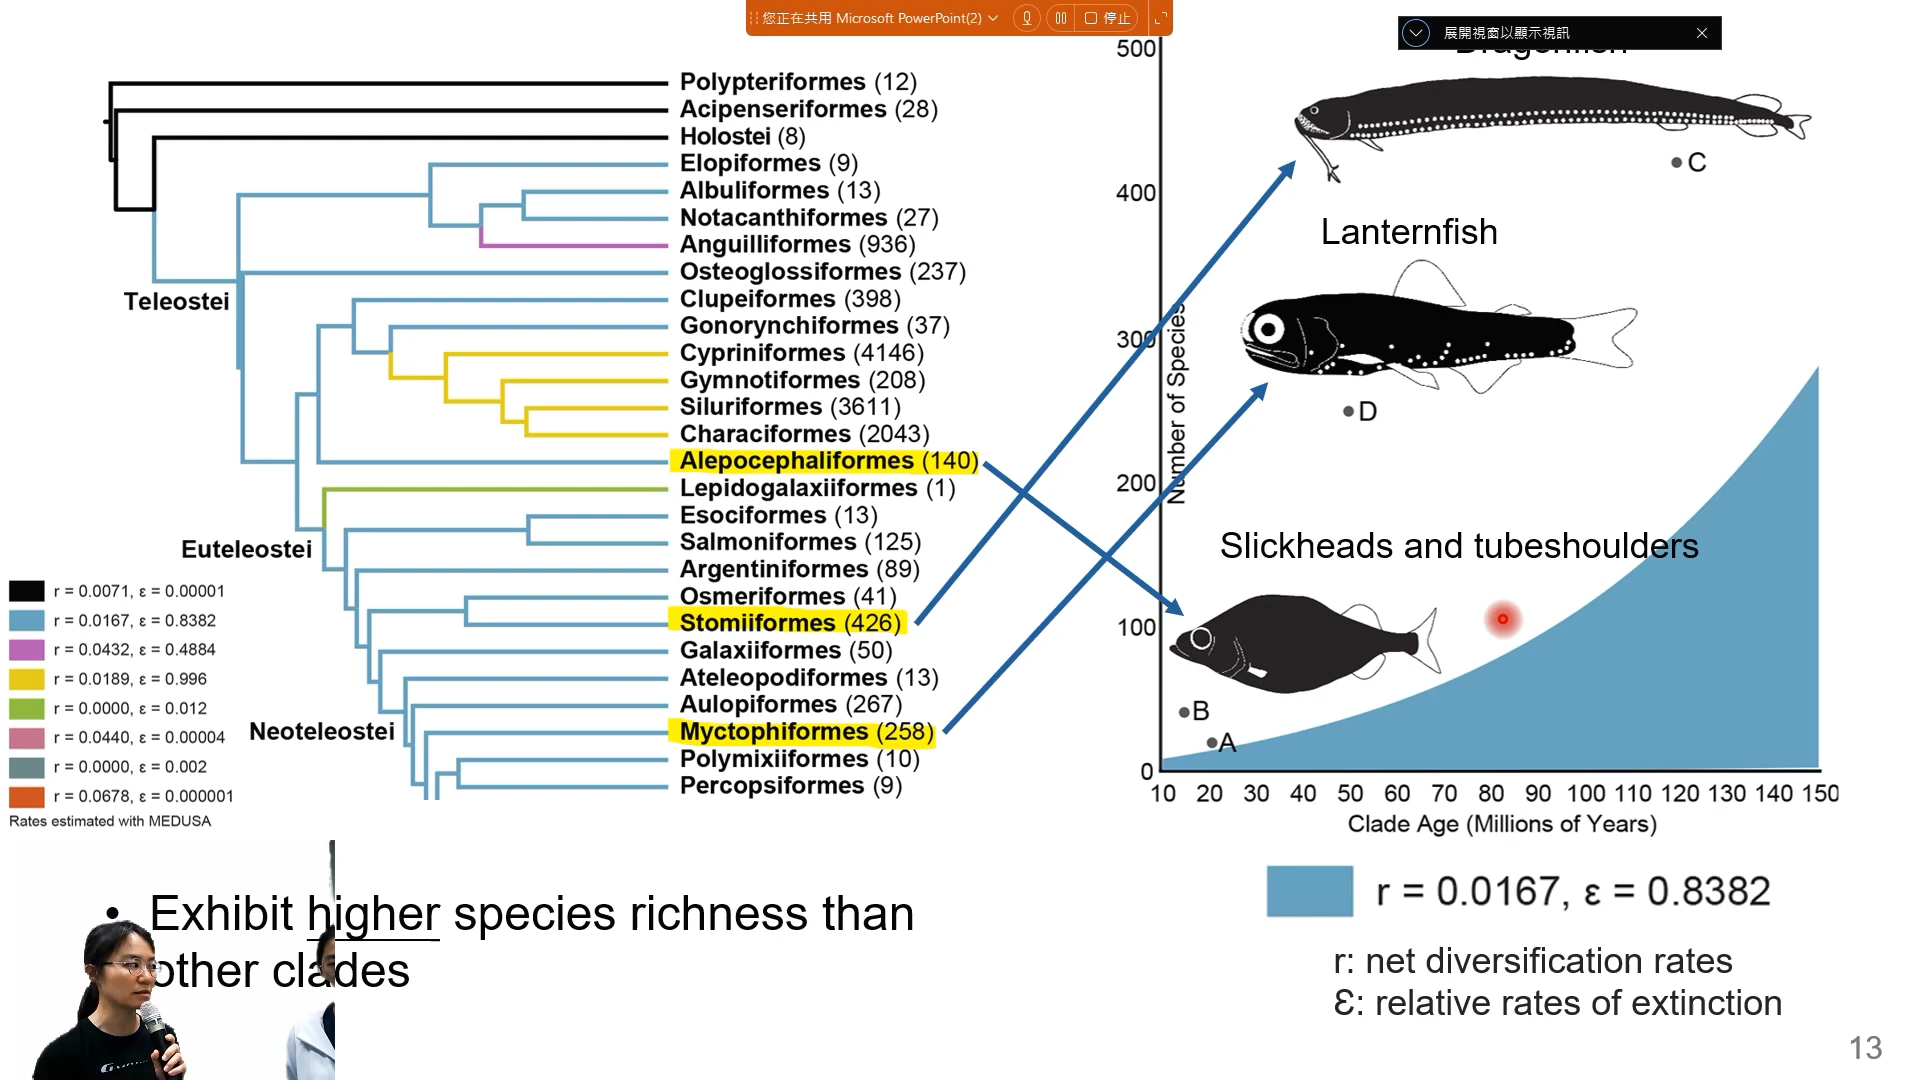 您正在共用 Microsoft PowerPoint(2)
停止
展開視窗以顯示視訊
Dragonfish
Polypteriformes (12)
Acipenseriformes (28)
Holostei (8)
Elopiformes (9)
Albuliformes (13)
Notacanthiformes (27)
Anguilliformes (936)
Osteoglossiformes (237)
Teleostei
Clupeiformes (398)
Gonorynchiformes (37)
Cypriniformes (4146)
Gymnotiformes (208)
Siluriformes (3611)
Characiformes (2043)
Alepocephaliformes (140)
Lepidogalaxiiformes (1)
Esociformes (13)
Salmoniformes (125)
Euteleostei
Argentiniformes (89)
Osmeriformes (41)
Stomiiformes (426)
Galaxiiformes (50)
Ateleopodiformes (13)
Aulopiformes (267)
Neoteleostei
Myctophiformes (258)
Polymixiiformes (10)
Percopsiformes (9)
r = 0.0071, ε = 0.00001
r = 0.0167, ε = 0.8382
r = 0.0432, ε = 0.4884
r = 0.0189, ε = 0.996
r = 0.0000, ε = 0.012
r = 0.0440, ε = 0.00004
r = 0.0000, ε = 0.002
r = 0.0678, ε = 0.000001
Rates estimated with MEDUSA
500
400
300
200
100
0
Number of Species
C
Lanternfish
D
Slickheads and tubeshoulders
B
A
10 20 30 40 50 60 70 80 90 100 110 120 130 140 150
Clade Age (Millions of Years)
r = 0.0167, ε = 0.8382
r: net diversification rates
Ɛ: relative rates of extinction
• Exhibit higher species richness than
other clades
13